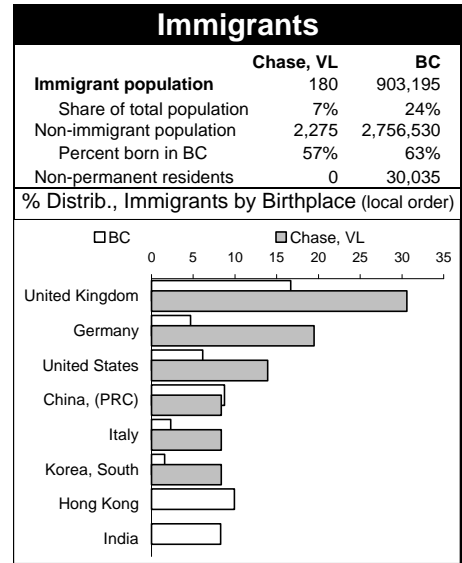 Immigrants
Chase, VL BC
Immigrant population 180 903,195
Share of total population 7% 24%
Non-immigrant population 2,275 2,756,530
Percent born in BC 57% 63%
Non-permanent residents 0 30,035
% Distrib., Immigrants by Birthplace (local order)
BC Chase, VL
0 5 10 15 20 25 30 35
United Kingdom
Germany
United States
China, (PRC)
Italy
Korea, South
Hong Kong
India